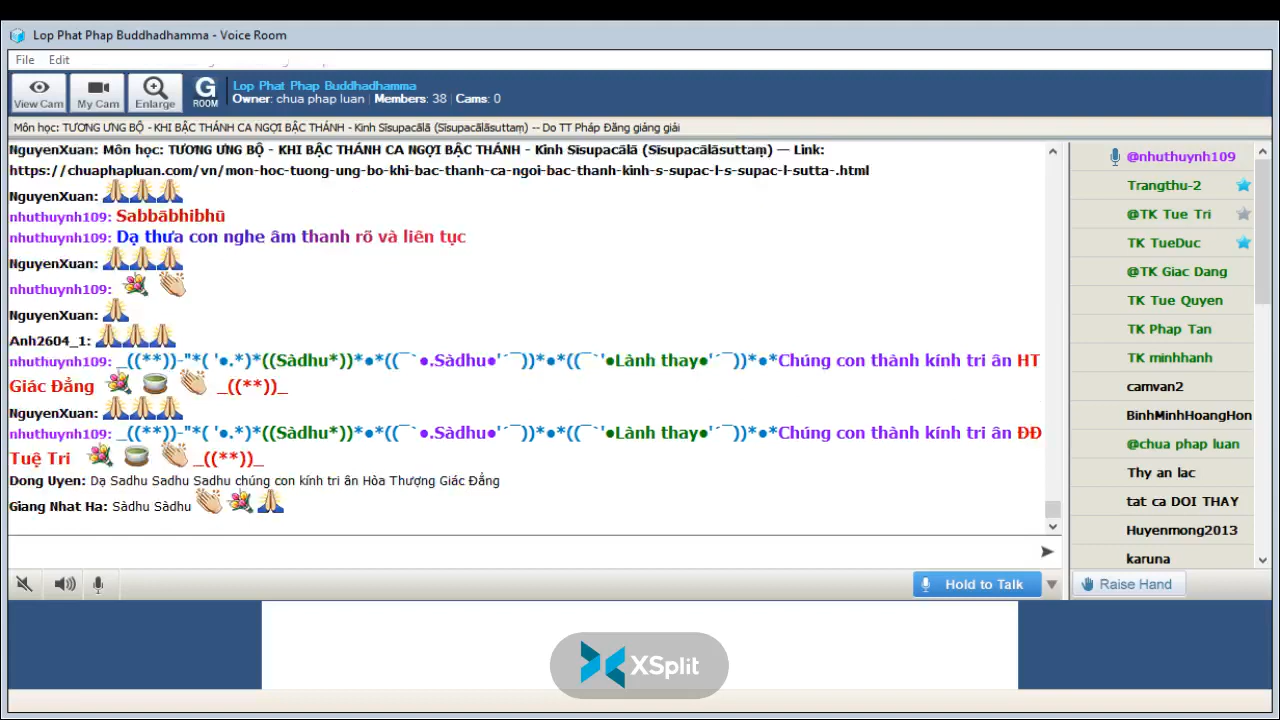 Lop Phat Phap Buddhadhamma - Voice Room
File Edit
View Cam My Cam Enlarge G ROOM
Lop Phat Phap Buddhadhamma
Owner: chua phap luan | Members: 38 | Cams: 0
Môn học: TƯƠNG ƯNG BỘ - KHI BẬC THÁNH CA NGỢI BẬC THÁNH - Kinh Sīsupacālā (Sīsupacālāsuttaṃ) -- Do TT Pháp Đăng giảng giải
NguyenXuan: Môn học: TƯƠNG ƯNG BỘ - KHI BẬC THÁNH CA NGỢI BẬC THÁNH - Kinh Sīsupacālā (Sīsupacālāsuttaṃ) — Link:
https://chuaphapluan.com/vn/mon-hoc-tuong-ung-bo-khi-bac-thanh-ca-ngoi-bac-thanh-kinh-s-supac-l-s-supac-l-sutta-.html
NguyenXuan:
nhuthuynh109: Sabbābhibhū
nhuthuynh109: Dạ thưa con nghe âm thanh rõ và liên tục
NguyenXuan:
nhuthuynh109:
NguyenXuan:
Anh2604_1:
nhuthuynh109: _((**))-"*( '●.*)*((Sàdhu*))*●*((¯`●.Sàdhu●'´¯))*●*((¯`'●Lành thay●'´¯))*●*Chúng con thành kính tri ân HT
Giác Đẳng _((**))_
NguyenXuan:
nhuthuynh109: _((**))-"*( '●.*)*((Sàdhu*))*●*((¯`●.Sàdhu●'´¯))*●*((¯`'●Lành thay●'´¯))*●*Chúng con thành kính tri ân ĐĐ
Tuệ Tri _((**))_
Dong Uyen: Dạ Sadhu Sadhu Sadhu chúng con kính tri ân Hòa Thượng Giác Đẳng
Giang Nhat Ha: Sàdhu Sàdhu
@nhuthuynh109
Trangthu-2
@TK Tue Tri
TK TueDuc
@TK Giac Dang
TK Tue Quyen
TK Phap Tan
TK minhhanh
camvan2
BinhMinhHoangHon
@chua phap luan
Thy an lac
tat ca DOI THAY
Huyenmong2013
karuna
Hold to Talk
Raise Hand
XSplit